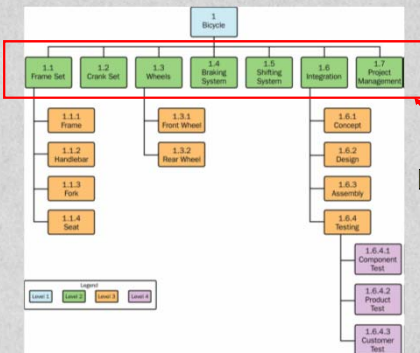 1
Bicycle
1.1
Frame Set
1.2
Crank Set
1.3
Wheels
1.4
Braking
System
1.5
Shifting
System
1.6
Integration
1.7
Project
Management
1.1.1
Frame
1.1.2
Handlebar
1.1.3
Fork
1.1.4
Seat
1.3.1
Front Wheel
1.3.2
Rear Wheel
1.6.1
Concept
1.6.2
Design
1.6.3
Assembly
1.6.4
Testing
1.6.4.1
Component
Test
1.6.4.2
Product
Test
1.6.4.3
Customer
Test
Legend
Level 1
Level 2
Level 3
Level 4